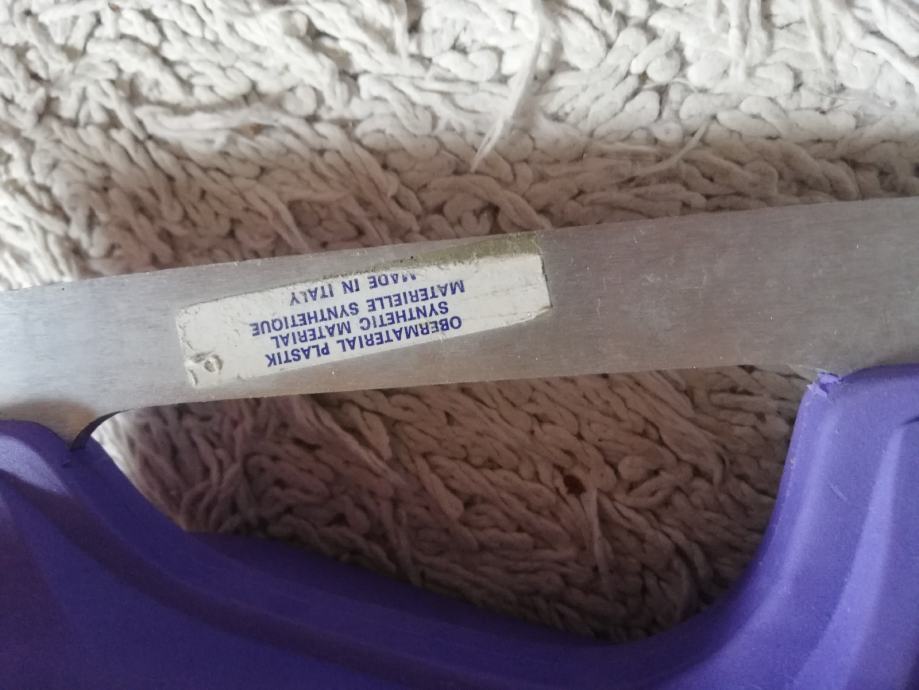 OBERMATERIAL PLASTIK
SYNTHETIC MATERIAL
MATERIELLE SYNTHETIQUE
MADE IN ITALY